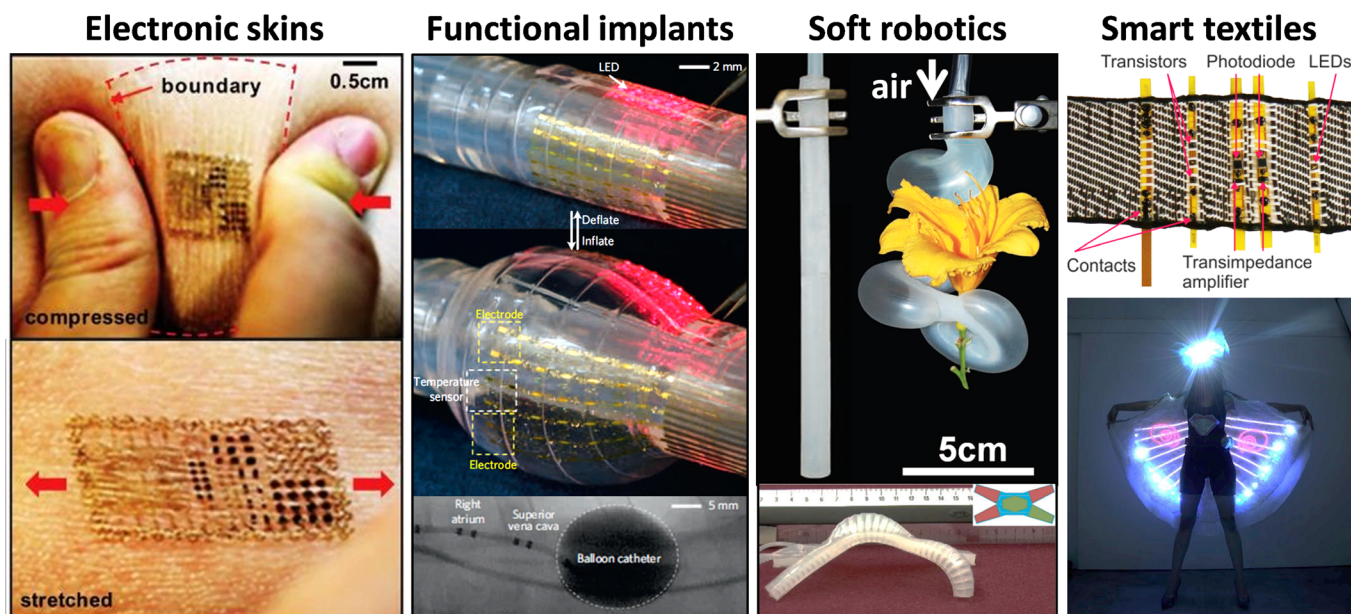 Electronic skins
0.5cm
boundary
compressed
stretched
Functional implants
LED
2 mm
Deflate
Inflate
Electrode
Temperature
sensor
Electrode
Right
atrium
Superior
vena cava
5 mm
Balloon catheter
Soft robotics
air
5cm
Smart textiles
Transistors
Photodiode
LEDs
Contacts
Transimpedance
amplifier